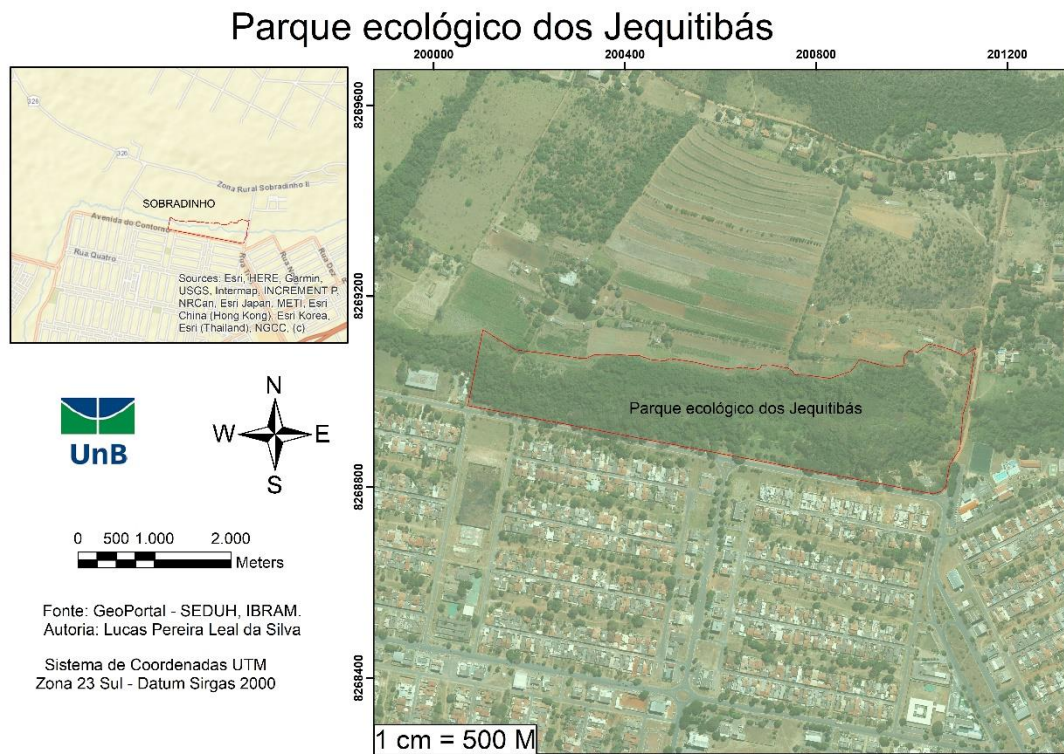 Parque ecológico dos Jequitibás
200000 200400 200800 201200
8269600
8269200
8268800
8268400
326
326
Zona Rural Sobradinho II
SOBRADINHO
Avenida do Contorno
Rua Quatro
Rua Dez
Sources: Esri, HERE, Garmin,
USGS, Intermap, INCREMENT P,
NRCan, Esri Japan, METI, Esri
China (Hong Kong), Esri Korea,
Esri (Thailand), NGCC, (c)
Parque ecológico dos Jequitibás
UnB
N
W E
S
0 500 1.000 2.000
Meters
Fonte: GeoPortal - SEDUH, IBRAM.
Autoria: Lucas Pereira Leal da Silva
Sistema de Coordenadas UTM
Zona 23 Sul - Datum Sirgas 2000
1 cm = 500 M